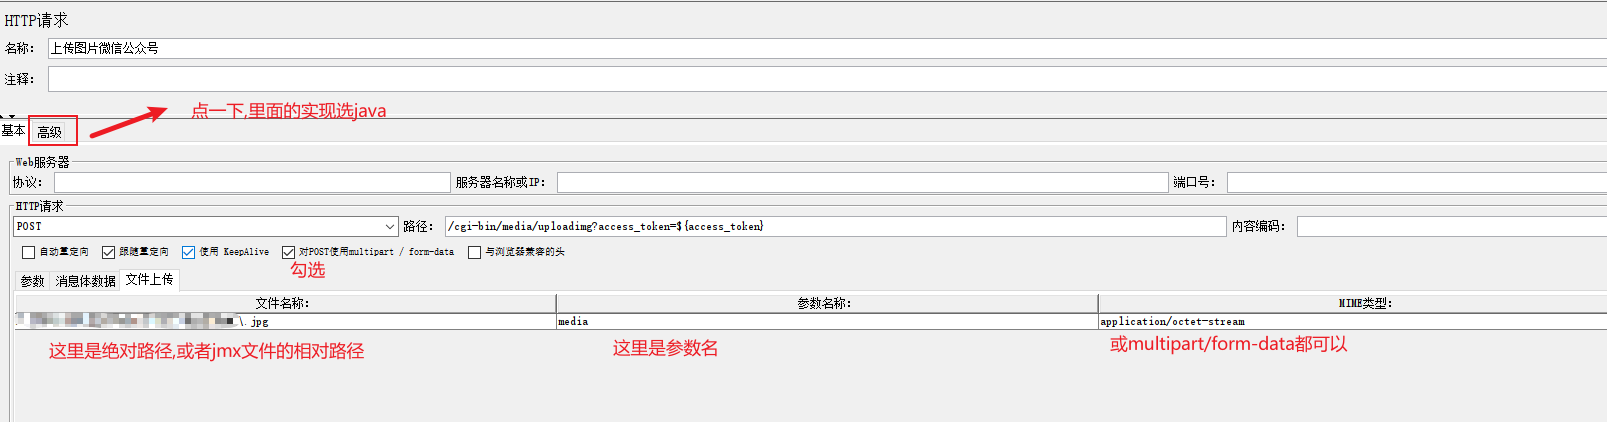 HTTP请求
名称： 上传图片微信公众号
注释：
点一下,里面的实现选java
基本 高级
Web服务器
协议： 服务器名称或IP： 端口号：
HTTP请求
POST 路径： /cgi-bin/media/uploadimg?access_token=${access_token} 内容编码：
自动重定向 跟随重定向 使用 KeepAlive 对POST使用multipart / form-data 与浏览器兼容的头
勾选
参数 消息体数据 文件上传
文件名称： 参数名称： MIME类型：
\.jpg media application/octet-stream
这里是绝对路径,或者jmx文件的相对路径 这里是参数名 或multipart/form-data都可以